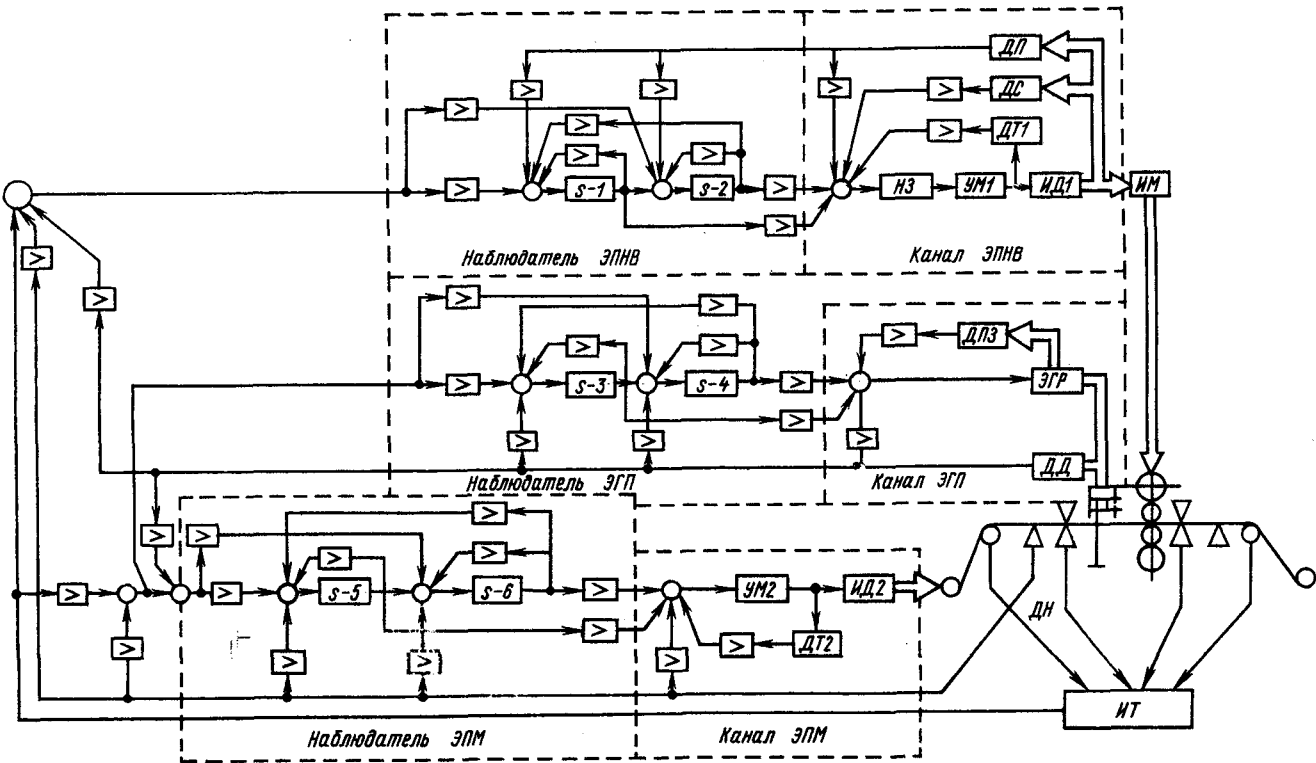 ДП
ДС
ДТ1
s-1
s-2
НЗ
УМ1
ИД1
ИМ
Наблюдатель ЭПНВ
Канал ЭПНВ
ДПЗ
s-3
s-4
ЭГР
ДД
Наблюдатель ЭГП
Канал ЭГП
s-5
s-6
УМ2
ИД2
ДН
ДТ2
ИТ
Наблюдатель ЭПМ
Канал ЭПМ